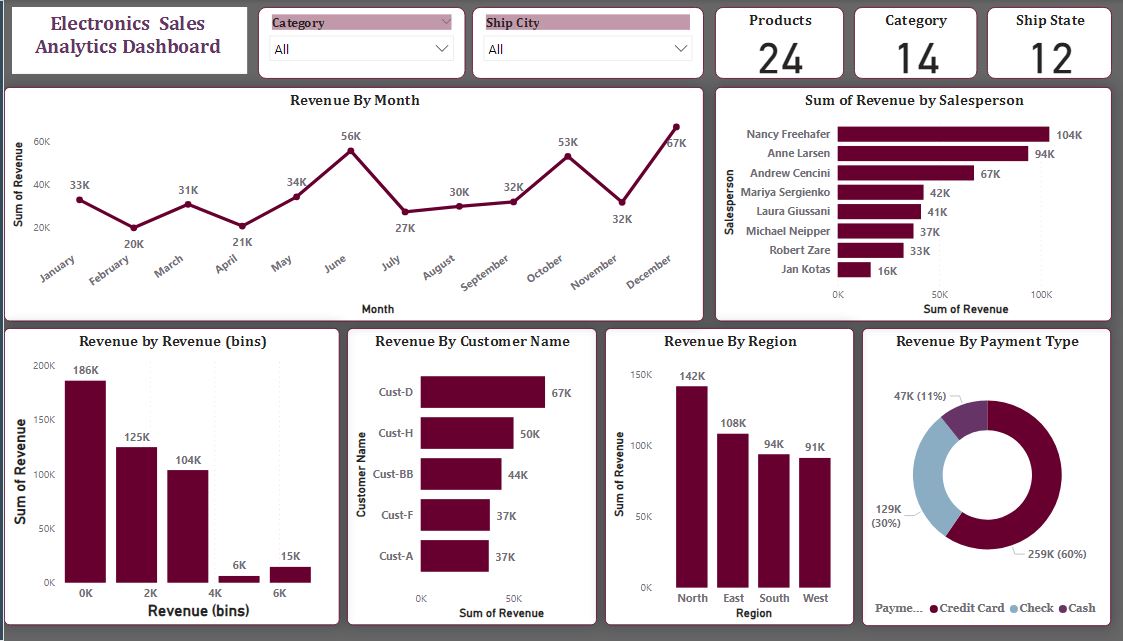 Electronics Sales
Analytics Dashboard
Category
All
Ship City
All
Products
24
Category
14
Ship State
12
Revenue By Month
Sum of Revenue
60K
40K
20K
33K
20K
31K
21K
34K
56K
27K
30K
32K
53K
32K
67K
January
February
March
April
May
June
July
August
September
October
November
December
Month
Sum of Revenue by Salesperson
Salesperson
Nancy Freehafer 104K
Anne Larsen 94K
Andrew Cencini 67K
Mariya Sergienko 42K
Laura Giussani 41K
Michael Neipper 37K
Robert Zare 33K
Jan Kotas 16K
0K 50K 100K
Sum of Revenue
Revenue by Revenue (bins)
Sum of Revenue
200K
150K
100K
50K
0K
186K
125K
104K
6K
15K
0K 2K 4K 6K
Revenue (bins)
Revenue By Customer Name
Customer Name
Cust-D 67K
Cust-H 50K
Cust-BB 44K
Cust-F 37K
Cust-A 37K
0K 50K
Sum of Revenue
Revenue By Region
Sum of Revenue
150K
100K
50K
0K
142K
108K
94K
91K
North East South West
Region
Revenue By Payment Type
47K (11%)
129K
(30%)
259K (60%)
Payme... Credit Card Check Cash